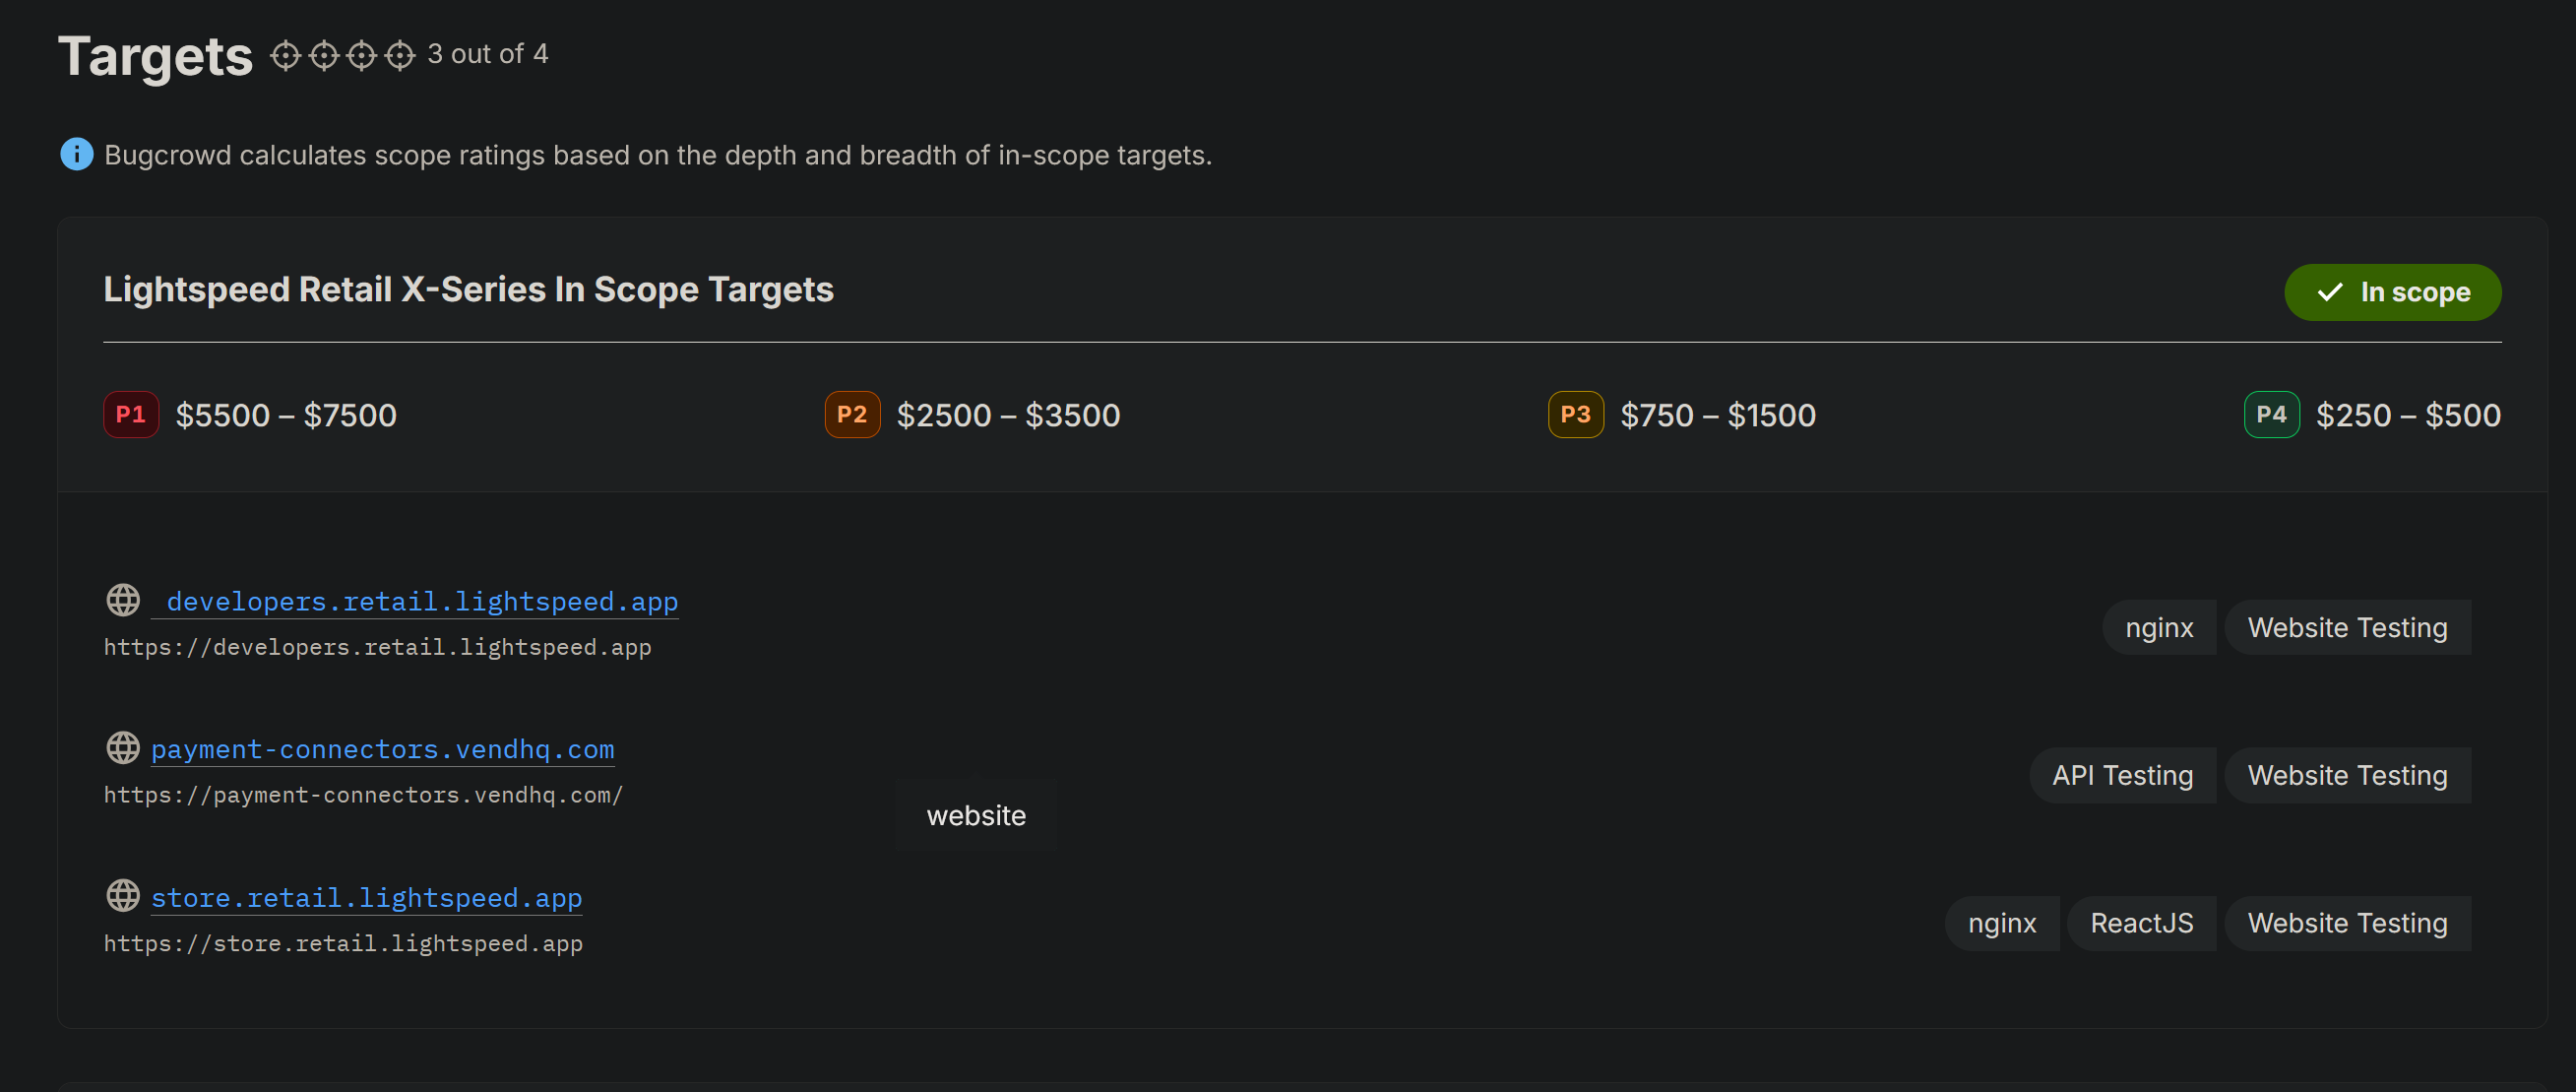 Targets 3 out of 4
Bugcrowd calculates scope ratings based on the depth and breadth of in-scope targets.
Lightspeed Retail X-Series In Scope Targets
In scope
P1 $5500 – $7500
P2 $2500 – $3500
P3 $750 – $1500
P4 $250 – $500
developers.retail.lightspeed.app
https://developers.retail.lightspeed.app
nginx
Website Testing
payment-connectors.vendhq.com
https://payment-connectors.vendhq.com/
website
API Testing
Website Testing
store.retail.lightspeed.app
https://store.retail.lightspeed.app
nginx
ReactJS
Website Testing